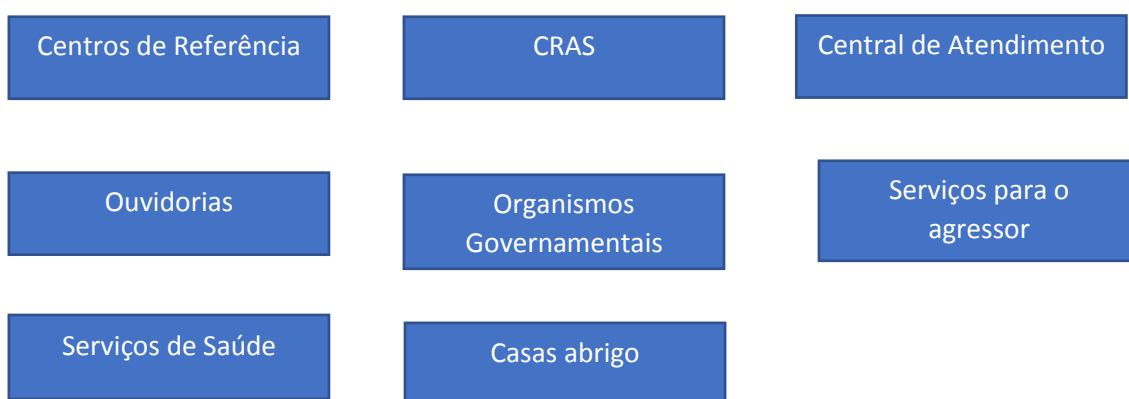 Centros de Referência
CRAS
Central de Atendimento
Ouvidorias
Organismos
Governamentais
Serviços para o
agressor
Serviços de Saúde
Casas abrigo